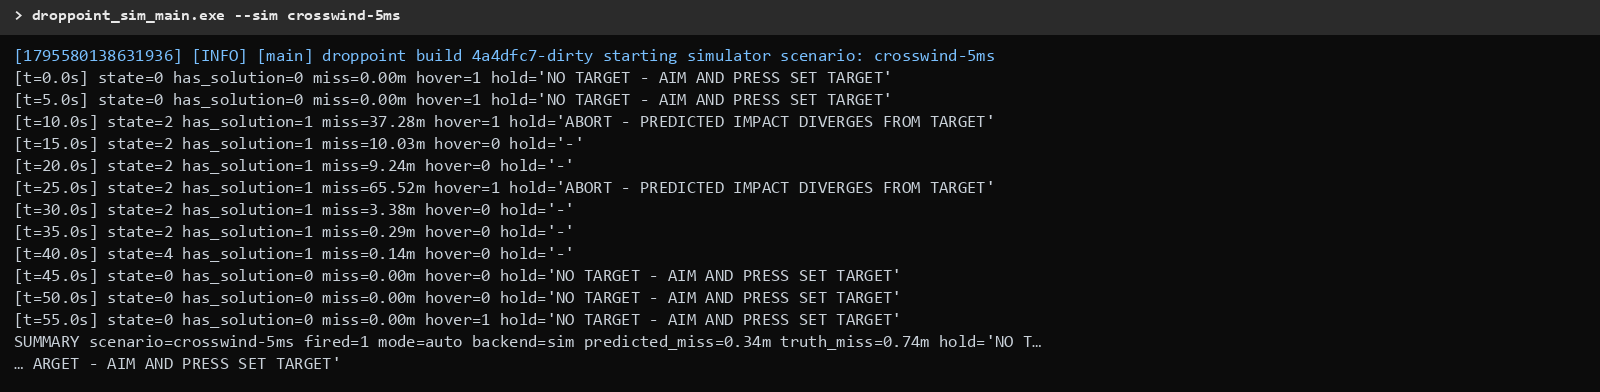 > droppoint_sim_main.exe --sim crosswind-5ms
[1795580138631936] [INFO] [main] droppoint build 4a4dfc7-dirty starting simulator scenario: crosswind-5ms
[t=0.0s] state=0 has_solution=0 miss=0.00m hover=1 hold='NO TARGET - AIM AND PRESS SET TARGET'
[t=5.0s] state=0 has_solution=0 miss=0.00m hover=1 hold='NO TARGET - AIM AND PRESS SET TARGET'
[t=10.0s] state=2 has_solution=1 miss=37.28m hover=1 hold='ABORT - PREDICTED IMPACT DIVERGES FROM TARGET'
[t=15.0s] state=2 has_solution=1 miss=10.03m hover=0 hold='-'
[t=20.0s] state=2 has_solution=1 miss=9.24m hover=0 hold='-'
[t=25.0s] state=2 has_solution=1 miss=65.52m hover=1 hold='ABORT - PREDICTED IMPACT DIVERGES FROM TARGET'
[t=30.0s] state=2 has_solution=1 miss=3.38m hover=0 hold='-'
[t=35.0s] state=2 has_solution=1 miss=0.29m hover=0 hold='-'
[t=40.0s] state=4 has_solution=1 miss=0.14m hover=0 hold='-'
[t=45.0s] state=0 has_solution=0 miss=0.00m hover=0 hold='NO TARGET - AIM AND PRESS SET TARGET'
[t=50.0s] state=0 has_solution=0 miss=0.00m hover=0 hold='NO TARGET - AIM AND PRESS SET TARGET'
[t=55.0s] state=0 has_solution=0 miss=0.00m hover=1 hold='NO TARGET - AIM AND PRESS SET TARGET'
SUMMARY scenario=crosswind-5ms fired=1 mode=auto backend=sim predicted_miss=0.34m truth_miss=0.74m hold='NO T…
… ARGET - AIM AND PRESS SET TARGET'